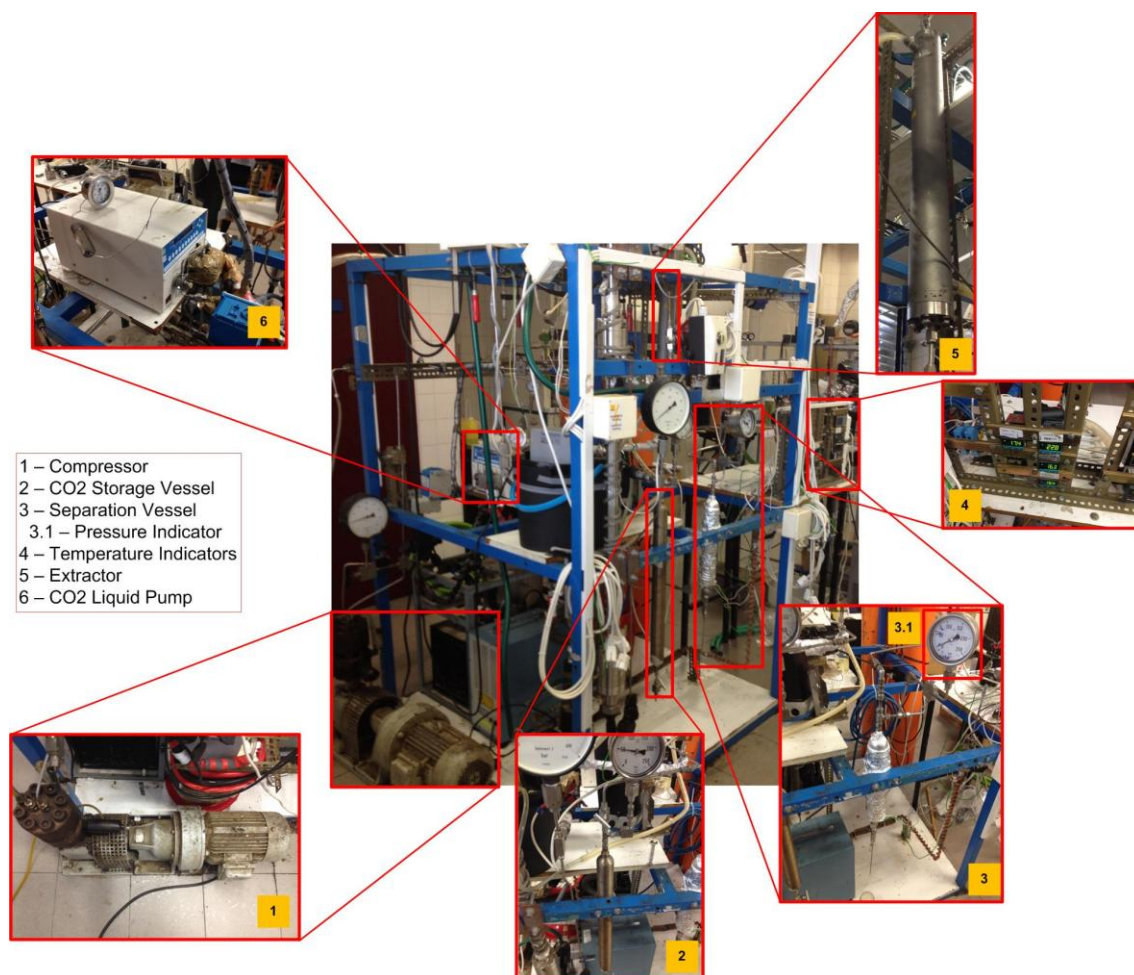 5
6
4
1 – Compressor
2 – CO2 Storage Vessel
3 – Separation Vessel
3.1 – Pressure Indicator
4 – Temperature Indicators
5 – Extractor
6 – CO2 Liquid Pump
3.1
3
1
2